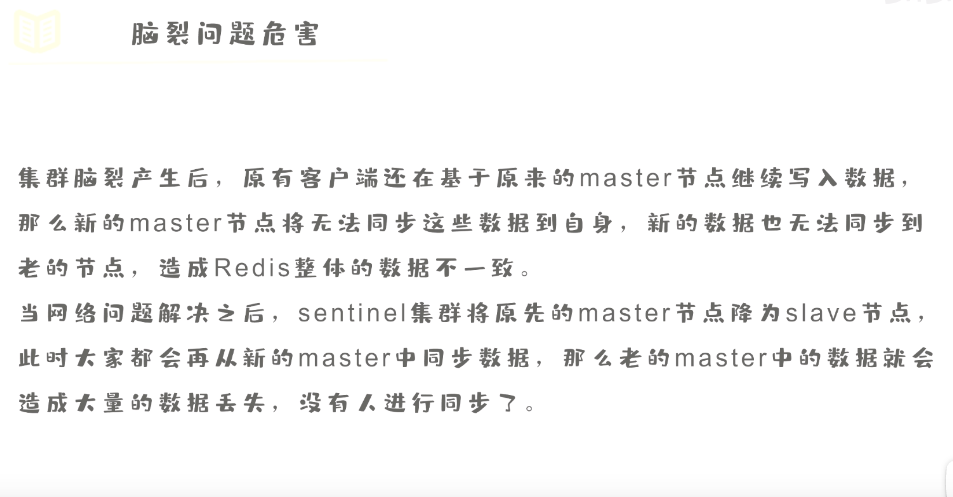 脑裂问题危害
集群脑裂产生后，原有客户端还在基于原来的master节点继续写入数据，
那么新的master节点将无法同步这些数据到自身，新的数据也无法同步到
老的节点，造成Redis整体的数据不一致。
当网络问题解决之后，sentinel集群将原先的master节点降为slave节点，
此时大家都会再从新的master中同步数据，那么老的master中的数据就会
造成大量的数据丢失，没有人进行同步了。